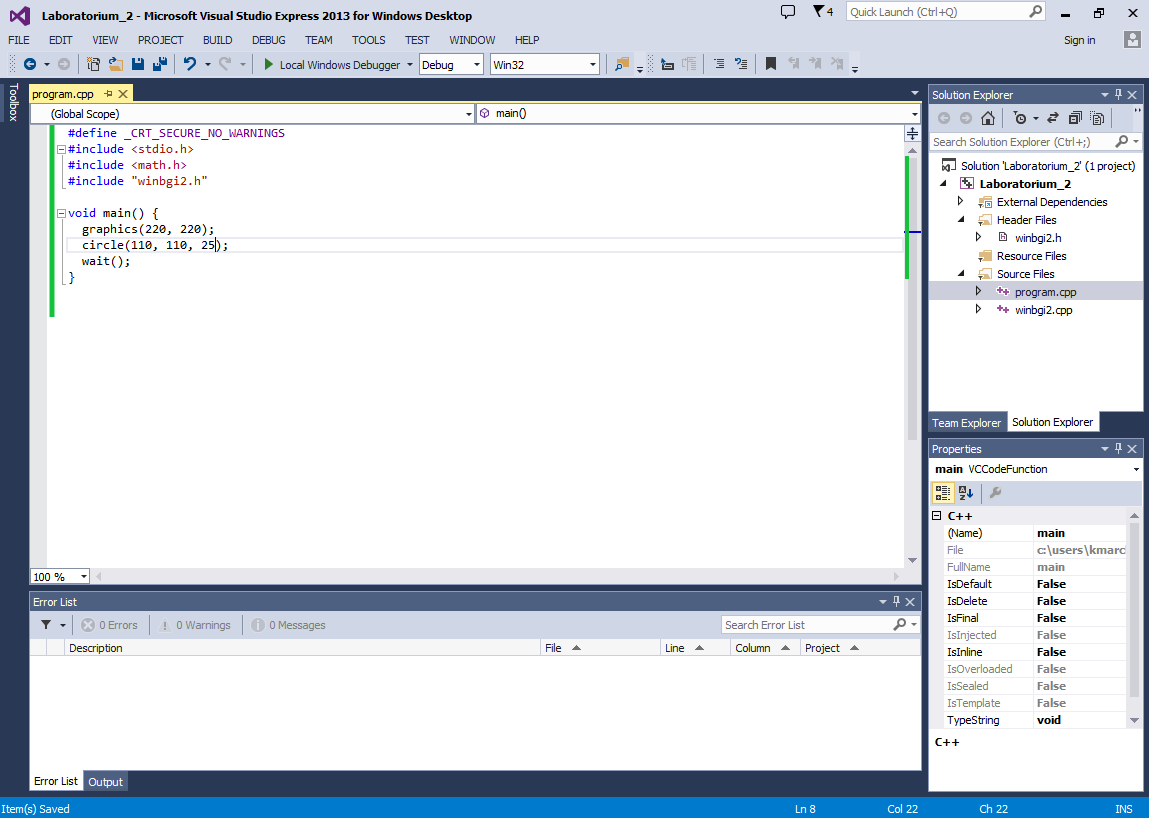 Laboratorium_2 - Microsoft Visual Studio Express 2013 for Windows Desktop
4
Quick Launch (Ctrl+Q)
FILE EDIT VIEW PROJECT BUILD DEBUG TEAM TOOLS TEST WINDOW HELP
Sign in
Local Windows Debugger Debug Win32
Toolbox
program.cpp
(Global Scope) main()
#define _CRT_SECURE_NO_WARNINGS
#include <stdio.h>
#include <math.h>
#include "winbgi2.h"
void main() {
graphics(220, 220);
circle(110, 110, 25);
wait();
}
100 %
Solution Explorer
Search Solution Explorer (Ctrl+;)
Solution 'Laboratorium_2' (1 project)
Laboratorium_2
External Dependencies
Header Files
winbgi2.h
Resource Files
Source Files
program.cpp
winbgi2.cpp
Team Explorer Solution Explorer
Properties
main VCCodeFunction
C++
(Name) main
File c:\users\kmarc
FullName main
IsDefault False
IsDelete False
IsFinal False
IsInjected False
IsInline False
IsOverloaded False
IsSealed False
IsTemplate False
TypeString void
C++
Error List
0 Errors 0 Warnings 0 Messages
Search Error List
Description File Line Column Project
Error List Output
Item(s) Saved Ln 8 Col 22 Ch 22 INS